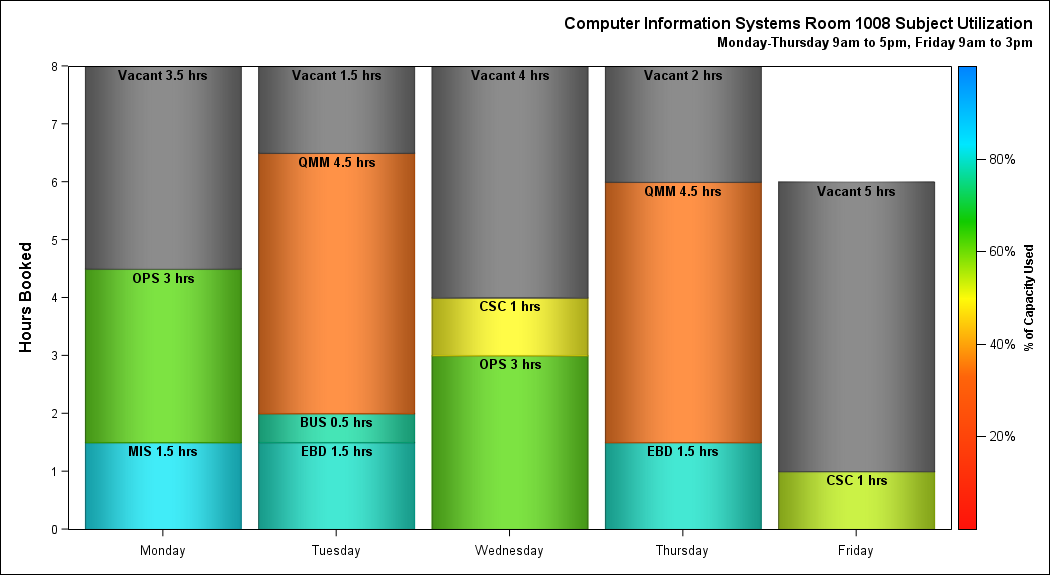 Computer Information Systems Room 1008 Subject Utilization
Monday-Thursday 9am to 5pm, Friday 9am to 3pm
Hours Booked
8
7
6
5
4
3
2
1
0
Vacant 3.5 hrs
OPS 3 hrs
MIS 1.5 hrs
Vacant 1.5 hrs
QMM 4.5 hrs
BUS 0.5 hrs
EBD 1.5 hrs
Vacant 4 hrs
CSC 1 hrs
OPS 3 hrs
Vacant 2 hrs
QMM 4.5 hrs
EBD 1.5 hrs
Vacant 5 hrs
CSC 1 hrs
Monday
Tuesday
Wednesday
Thursday
Friday
80%
60%
40%
20%
% of Capacity Used